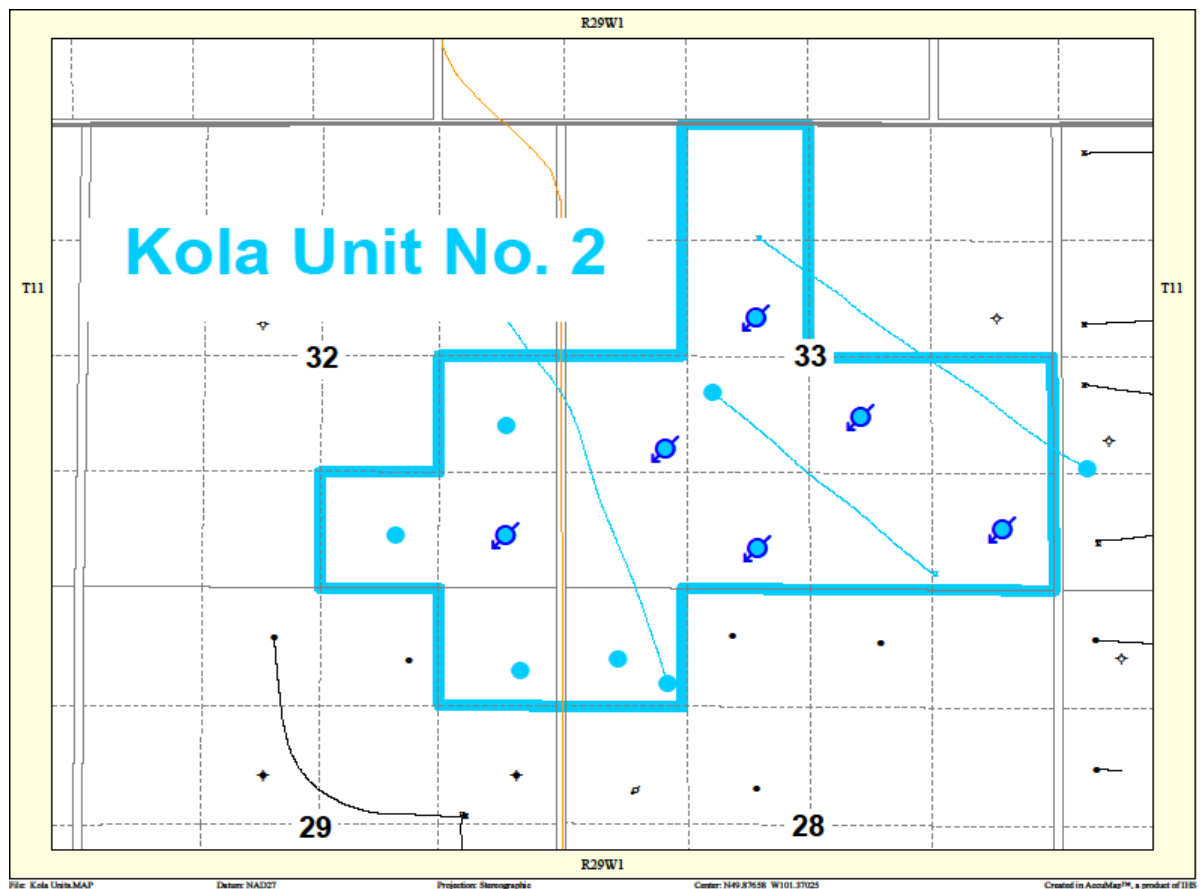 R29W1
Kola Unit No. 2
T11
T11
32
33
29
28
R29W1
File: Kola Units.MAP
Datum: NAD27
Projection: Stereographic
Center: N49.87658 W101.37025
Created in AccuMap™, a product of IHS